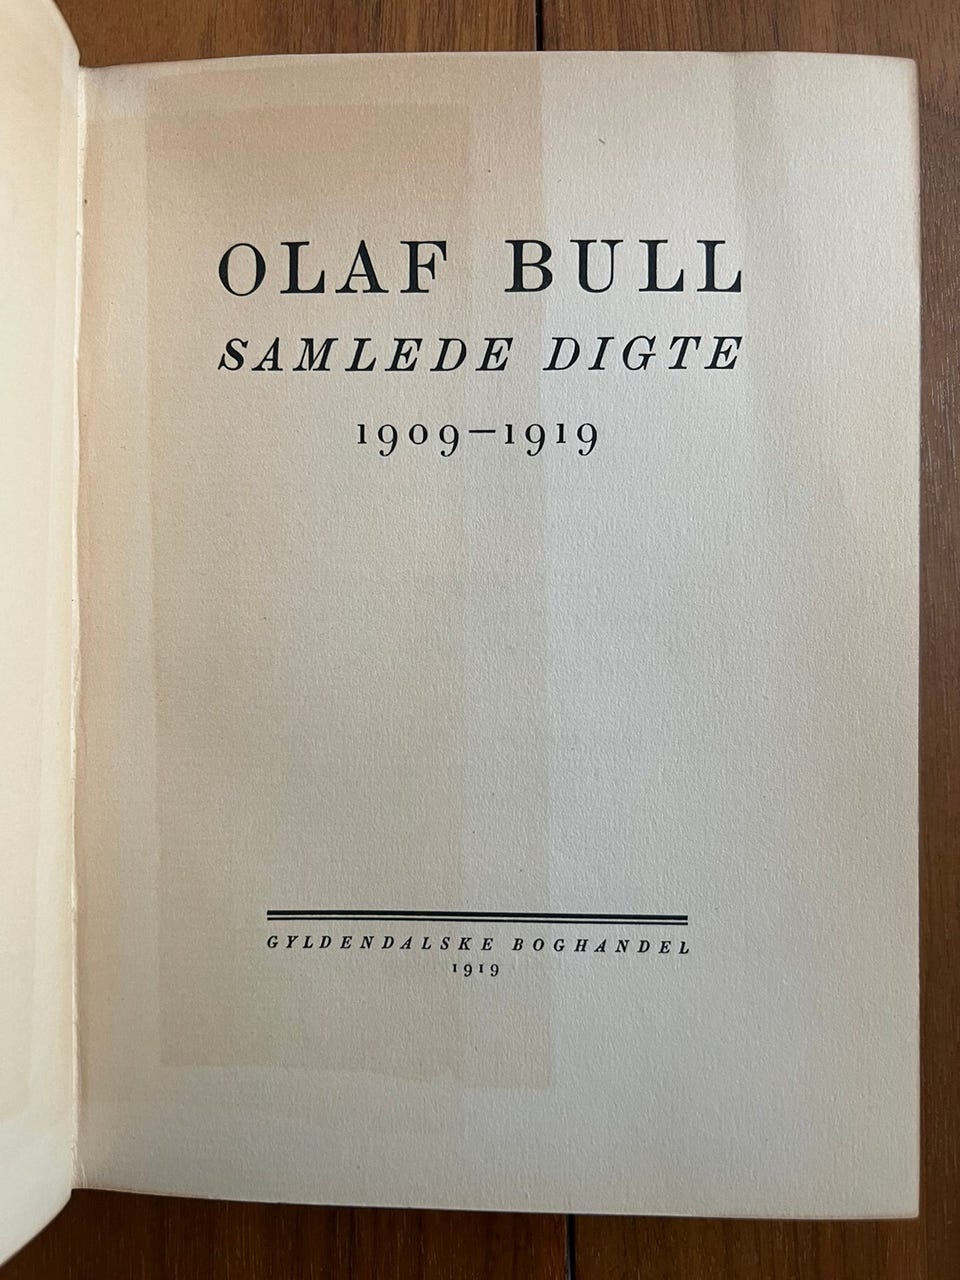 OLAF BULL
SAMLEDE DIGTE
1909—1919
GYLDENDALSKE BOGHANDEL
1919